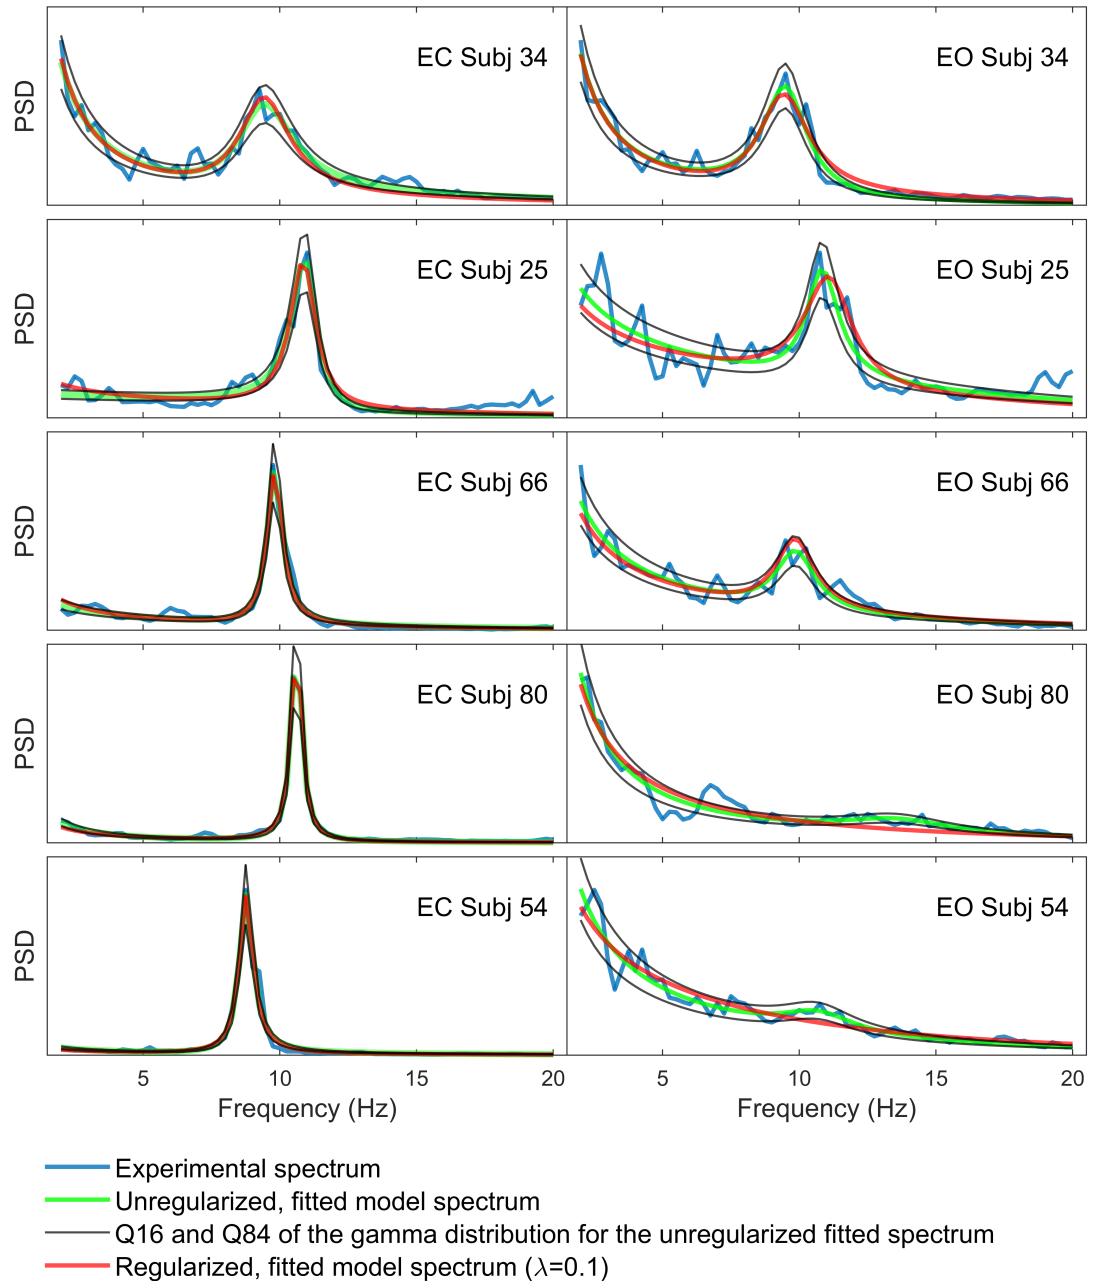 PSD
EC Subj 34
EO Subj 34
PSD
EC Subj 25
EO Subj 25
PSD
EC Subj 66
EO Subj 66
PSD
EC Subj 80
EO Subj 80
PSD
EC Subj 54
EO Subj 54
5 10 15 20 5 10 15 20
Frequency (Hz) Frequency (Hz)
Experimental spectrum
Unregularized, fitted model spectrum
Q16 and Q84 of the gamma distribution for the unregularized fitted spectrum
Regularized, fitted model spectrum (λ=0.1)